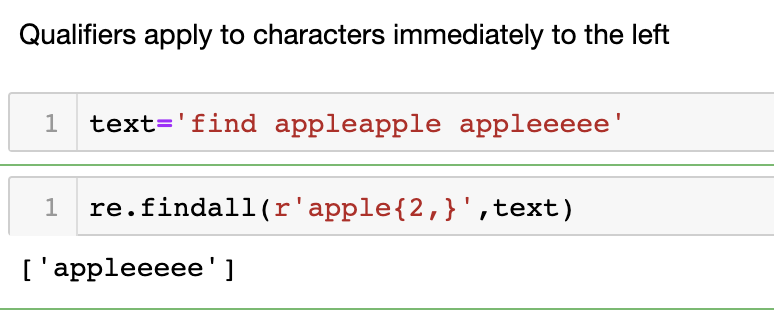 Qualifiers apply to characters immediately to the left
1 text='find appleapple appleeeee'
1 re.findall(r'apple{2,}',text)
['appleeeee']